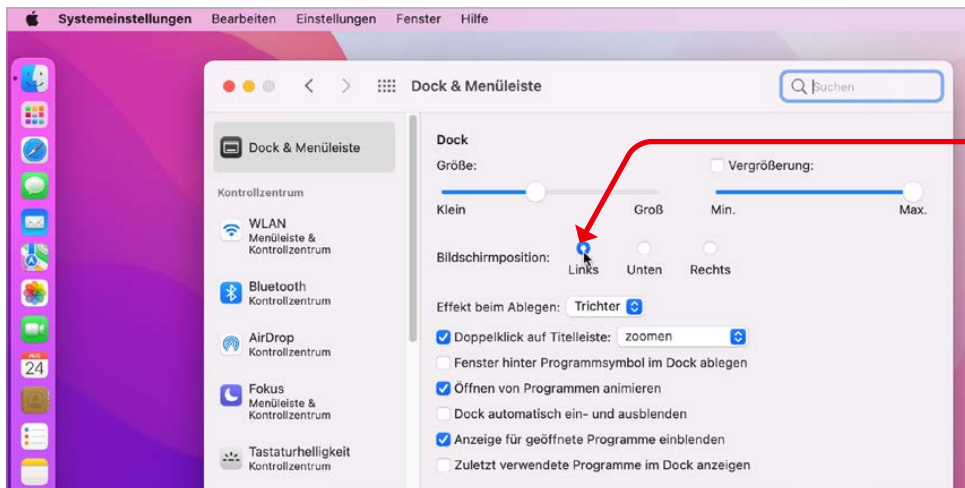 Systemeinstellungen Bearbeiten Einstellungen Fenster Hilfe
Dock & Menüleiste
Suchen
Dock & Menüleiste
Kontrollzentrum
WLAN
Menüleiste &
Kontrollzentrum
Bluetooth
Kontrollzentrum
AirDrop
Kontrollzentrum
Fokus
Menüleiste &
Kontrollzentrum
Tastaturhelligkeit
Kontrollzentrum
Dock
Größe: Vergrößerung:
Klein Groß Min. Max.
Bildschirmposition: Links Unten Rechts
Effekt beim Ablegen: Trichter
Doppelklick auf Titelleiste: zoomen
Fenster hinter Programmsymbol im Dock ablegen
Öffnen von Programmen animieren
Dock automatisch ein- und ausblenden
Anzeige für geöffnete Programme einblenden
Zuletzt verwendete Programme im Dock anzeigen
AUG
24